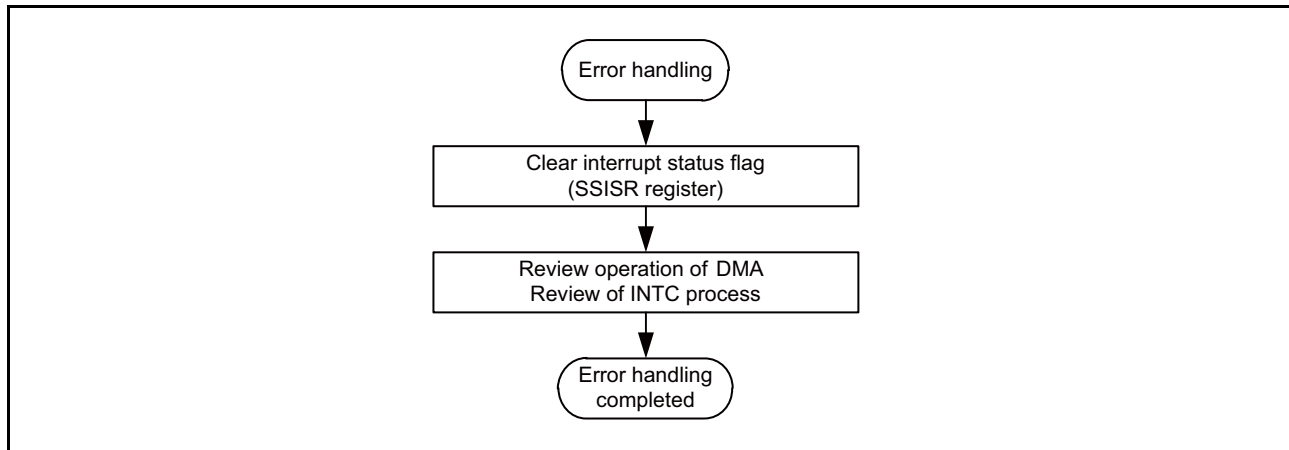 Error handling
Clear interrupt status flag
(SSISR register)
Review operation of DMA
Review of INTC process
Error handling
completed